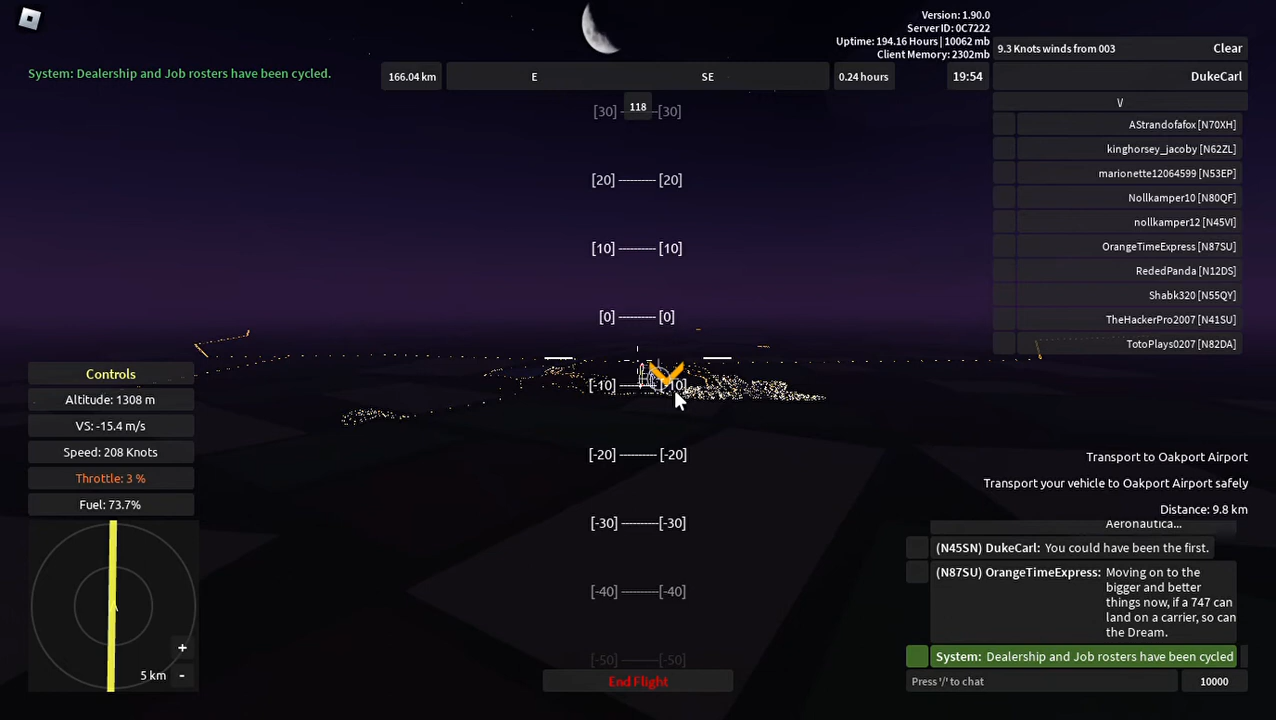 Version: 1.90.0
Server ID: 0C7222
Uptime: 194.16 Hours | 10062 mb
Client Memory: 2302mb
9.3 Knots winds from 003
Clear
System: Dealership and Job rosters have been cycled.
166.04 km
E
SE
0.24 hours
19:54
DukeCarl
V
118
[30] [30]
AStrandofafox [N70XH]
kinghorsey_jacoby [N62ZL]
marionette12064599 [N53EP]
[20] ---------- [20]
Nollkamper10 [N80QF]
nollkamper12 [N45VI]
[10] ---------- [10]
OrangeTimeExpress [N87SU]
RededPanda [N12DS]
Shabk320 [N55QY]
[0] ---------- [0]
TheHackerPro2007 [N41SU]
TotoPlays0207 [N82DA]
Controls
[-10] ---------- [-10]
Altitude: 1308 m
VS: -15.4 m/s
Speed: 208 Knots
[-20] ---------- [-20]
Transport to Oakport Airport
Throttle: 3 %
Transport your vehicle to Oakport Airport safely
Fuel: 73.7%
Distance: 9.8 km
[-30] ---------- [-30]
Aeronautica...
(N45SN) DukeCarl: You could have been the first.
(N87SU) OrangeTimeExpress: Moving on to the
bigger and better
things now, if a 747 can
land on a carrier, so can
the Dream.
[-40] ---------- [-40]
+
System: Dealership and Job rosters have been cycled
[-50] ---------- [-50]
5 km -
End Flight
Press '/' to chat
10000